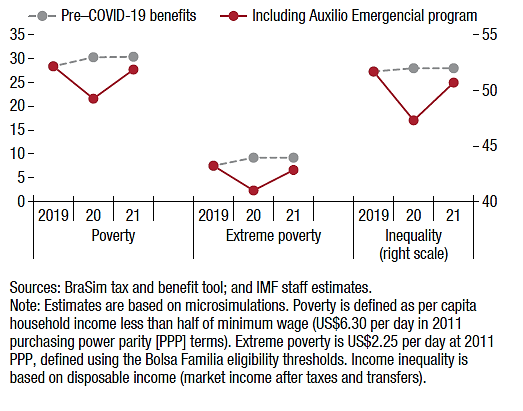 Pre–COVID-19 benefits Including Auxilio Emergencial program
35 55
30
25 50
20
15 45
10
5
0 40
2019 20 21 2019 20 21 2019 20 21
Poverty Extreme poverty Inequality
(right scale)
Sources: BraSim tax and benefit tool; and IMF staff estimates.
Note: Estimates are based on microsimulations. Poverty is defined as per capita
household income less than half of minimum wage (US$6.30 per day in 2011
purchasing power parity [PPP] terms). Extreme poverty is US$2.25 per day at 2011
PPP, defined using the Bolsa Familia eligibility thresholds. Income inequality is
based on disposable income (market income after taxes and transfers).